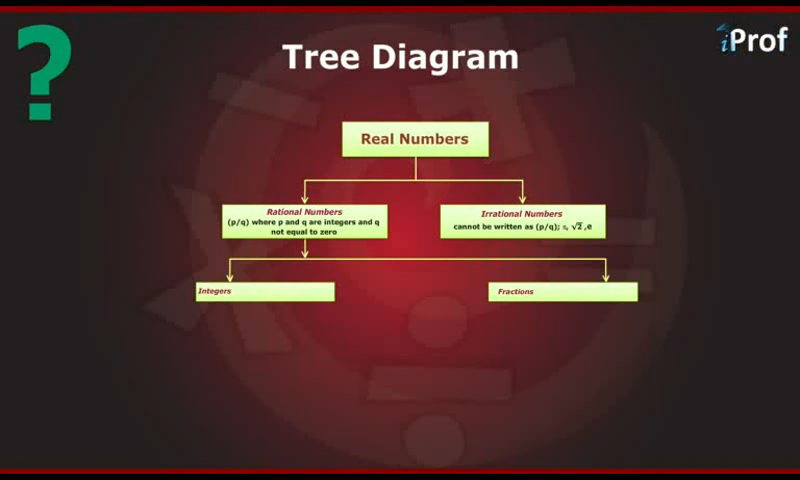 ?
iProf
Tree Diagram
Real Numbers
Rational Numbers
(p/q) where p and q are integers and q
not equal to zero
Irrational Numbers
cannot be written as (p/q); π, √2 ,e
Integers
Fractions